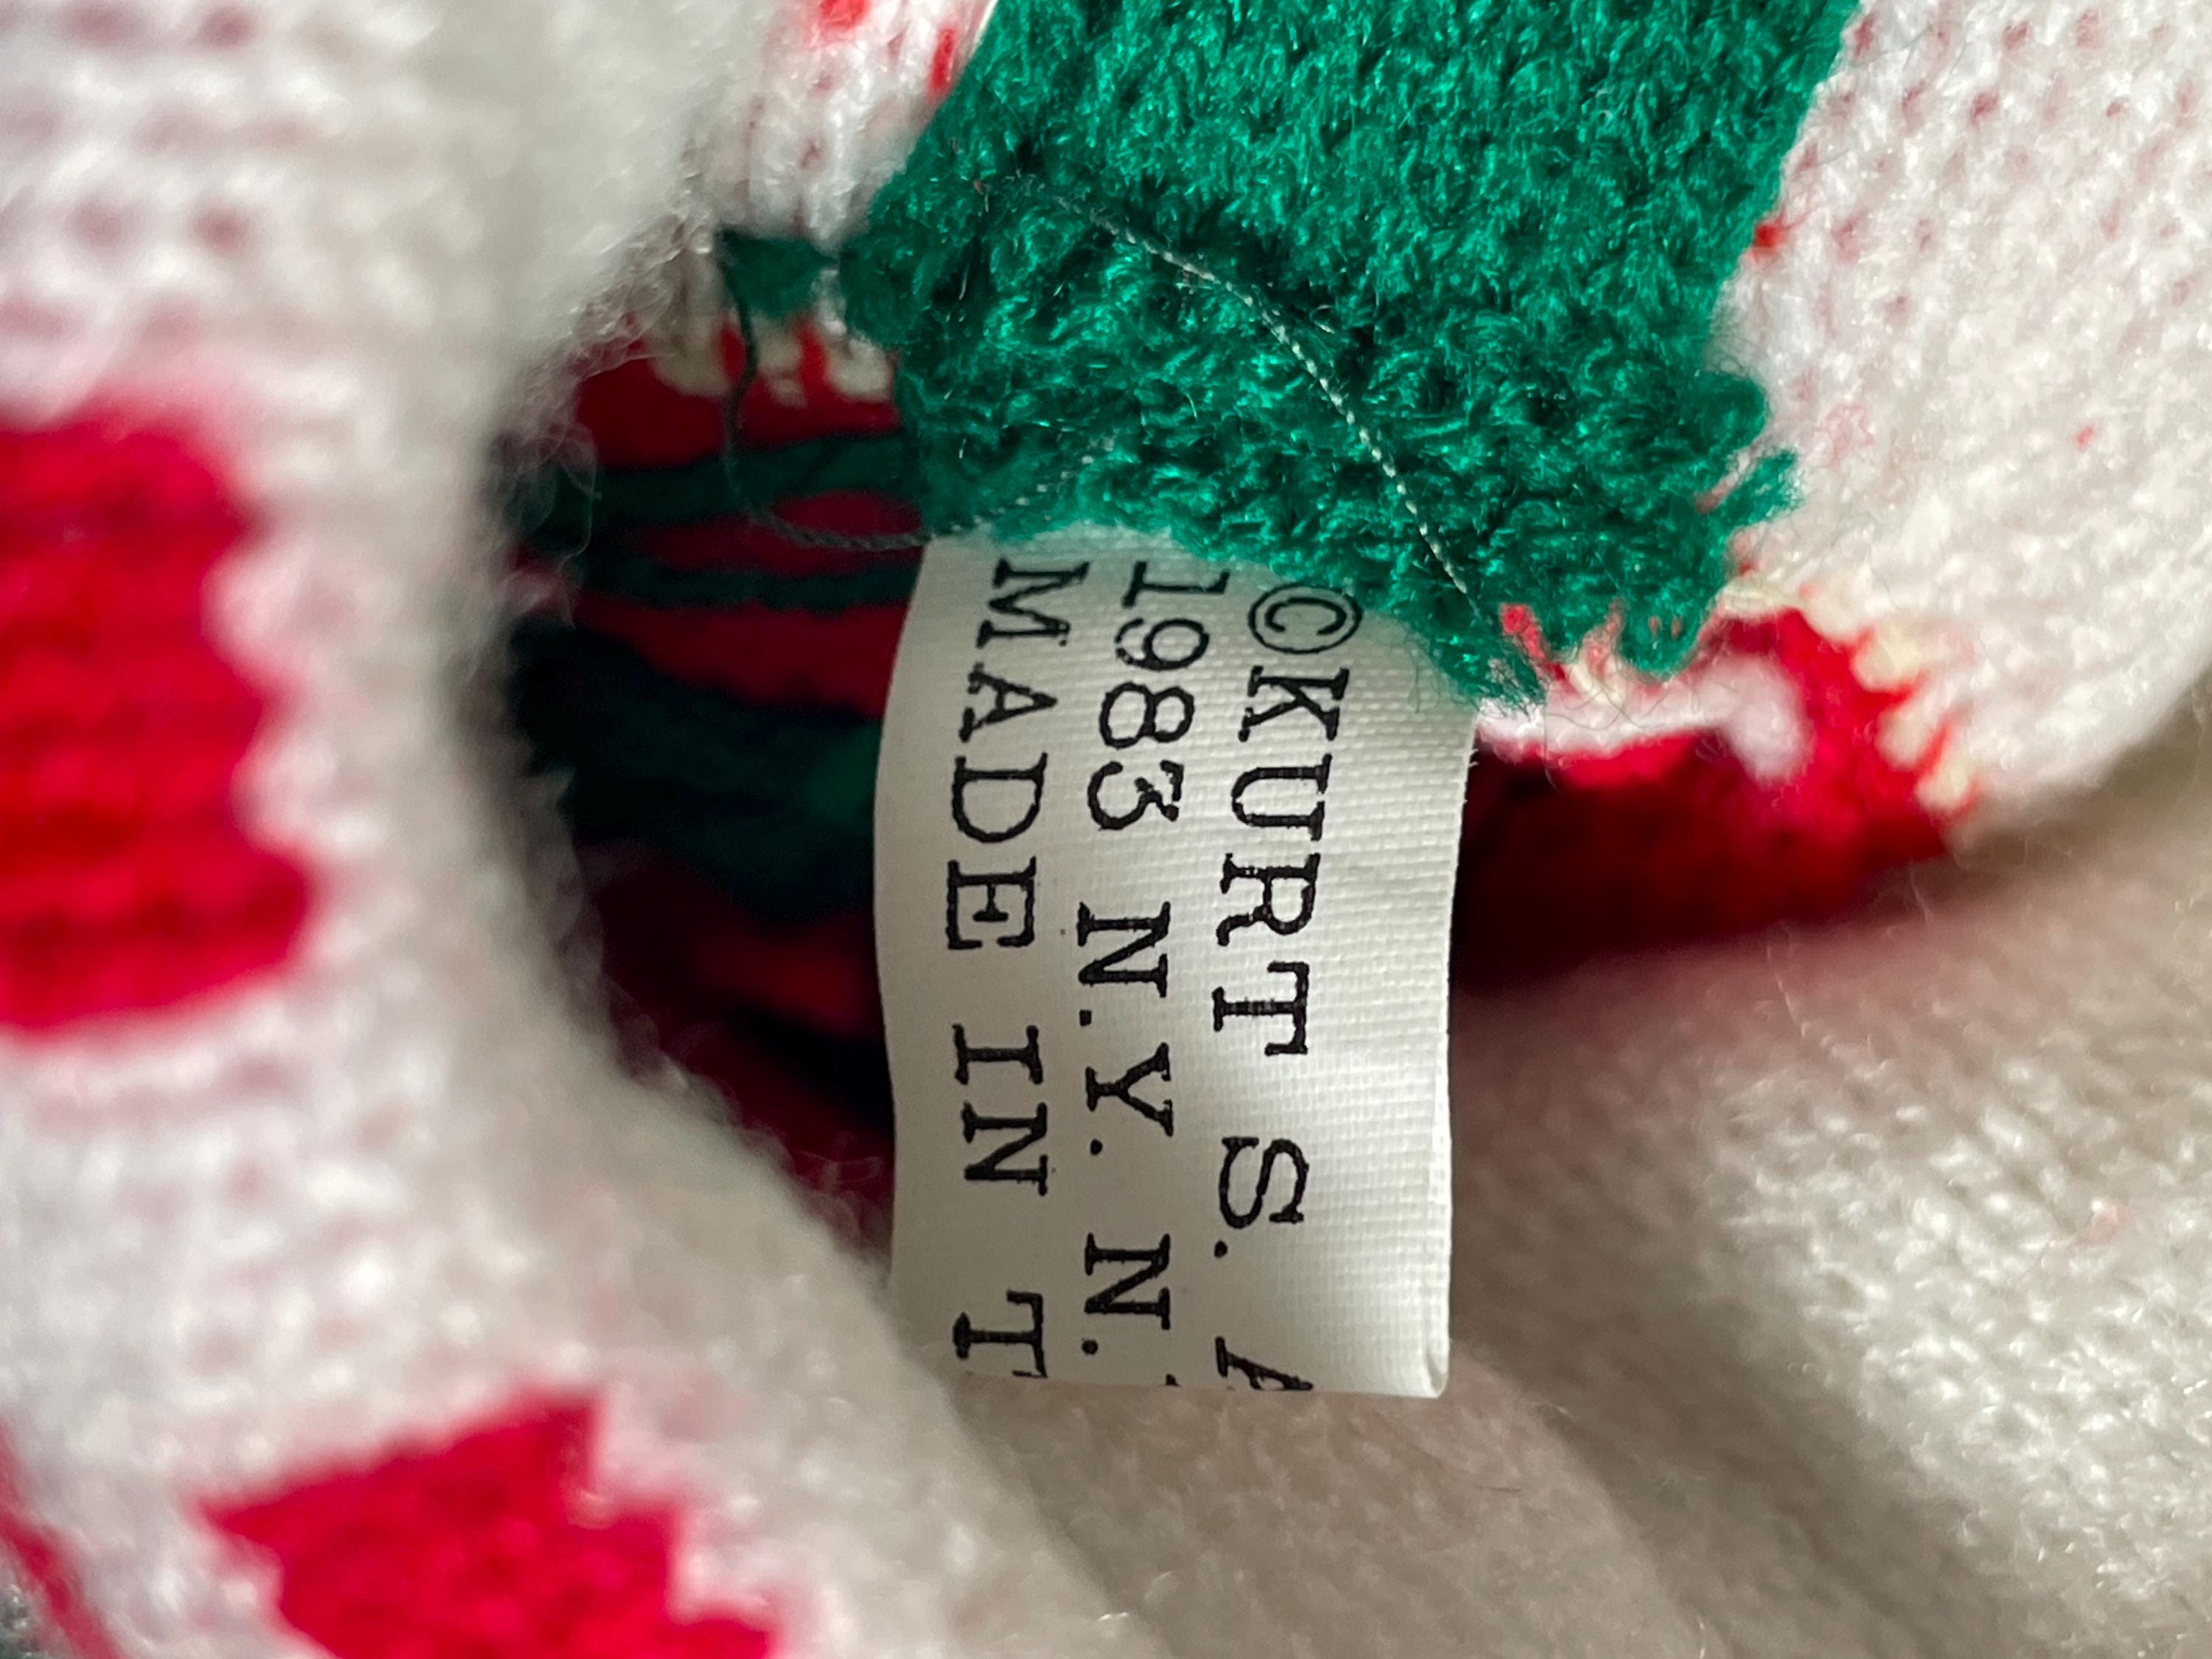 ©KURT S. A
1983 N.Y. N.
MADE IN T